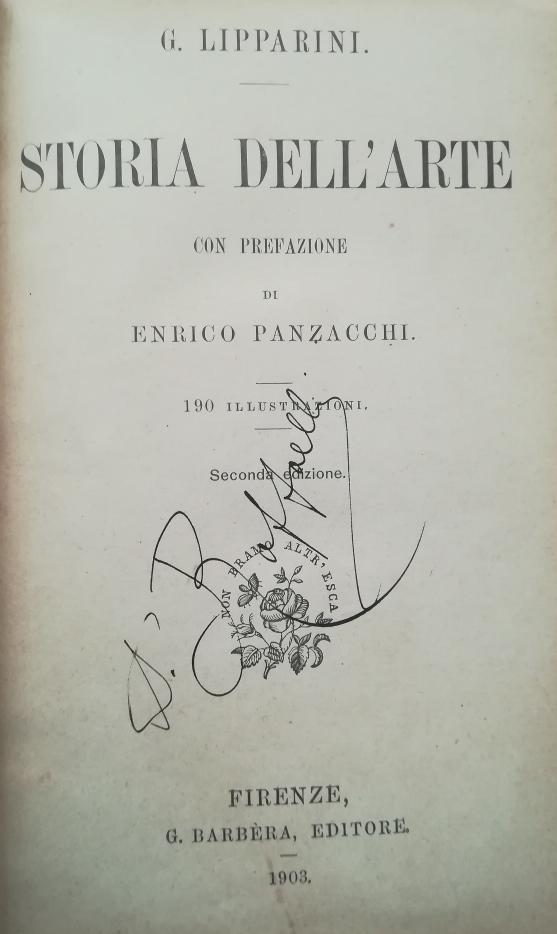 G. LIPPARINI.
STORIA DELL'ARTE
CON PREFAZIONE
DI
ENRICO PANZACCHI.
190 ILLUSTRAZIONI.
Seconda edizione.
NON BRAMO ALTR' ESCA
Raffaelli
FIRENZE,
G. BARBÈRA, EDITORE.
1903.